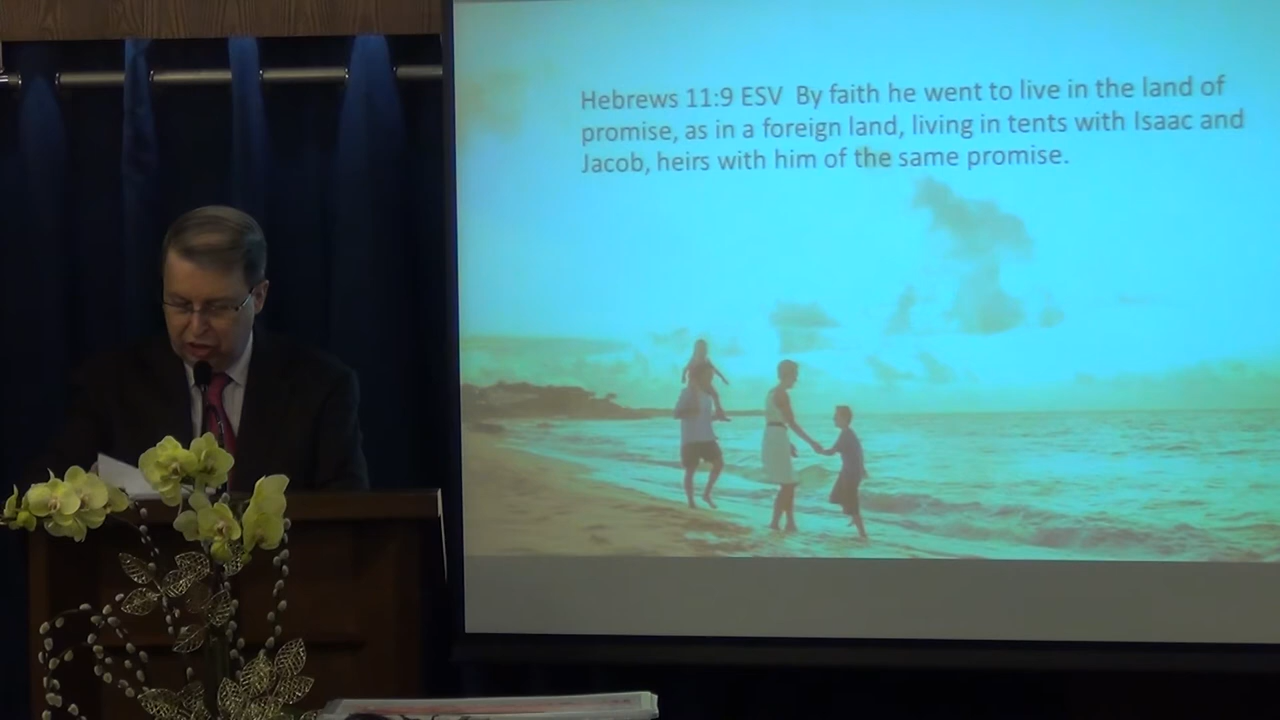 Hebrews 11:9 ESV  By faith he went to live in the land of
promise, as in a foreign land, living in tents with Isaac and
Jacob, heirs with him of the same promise.